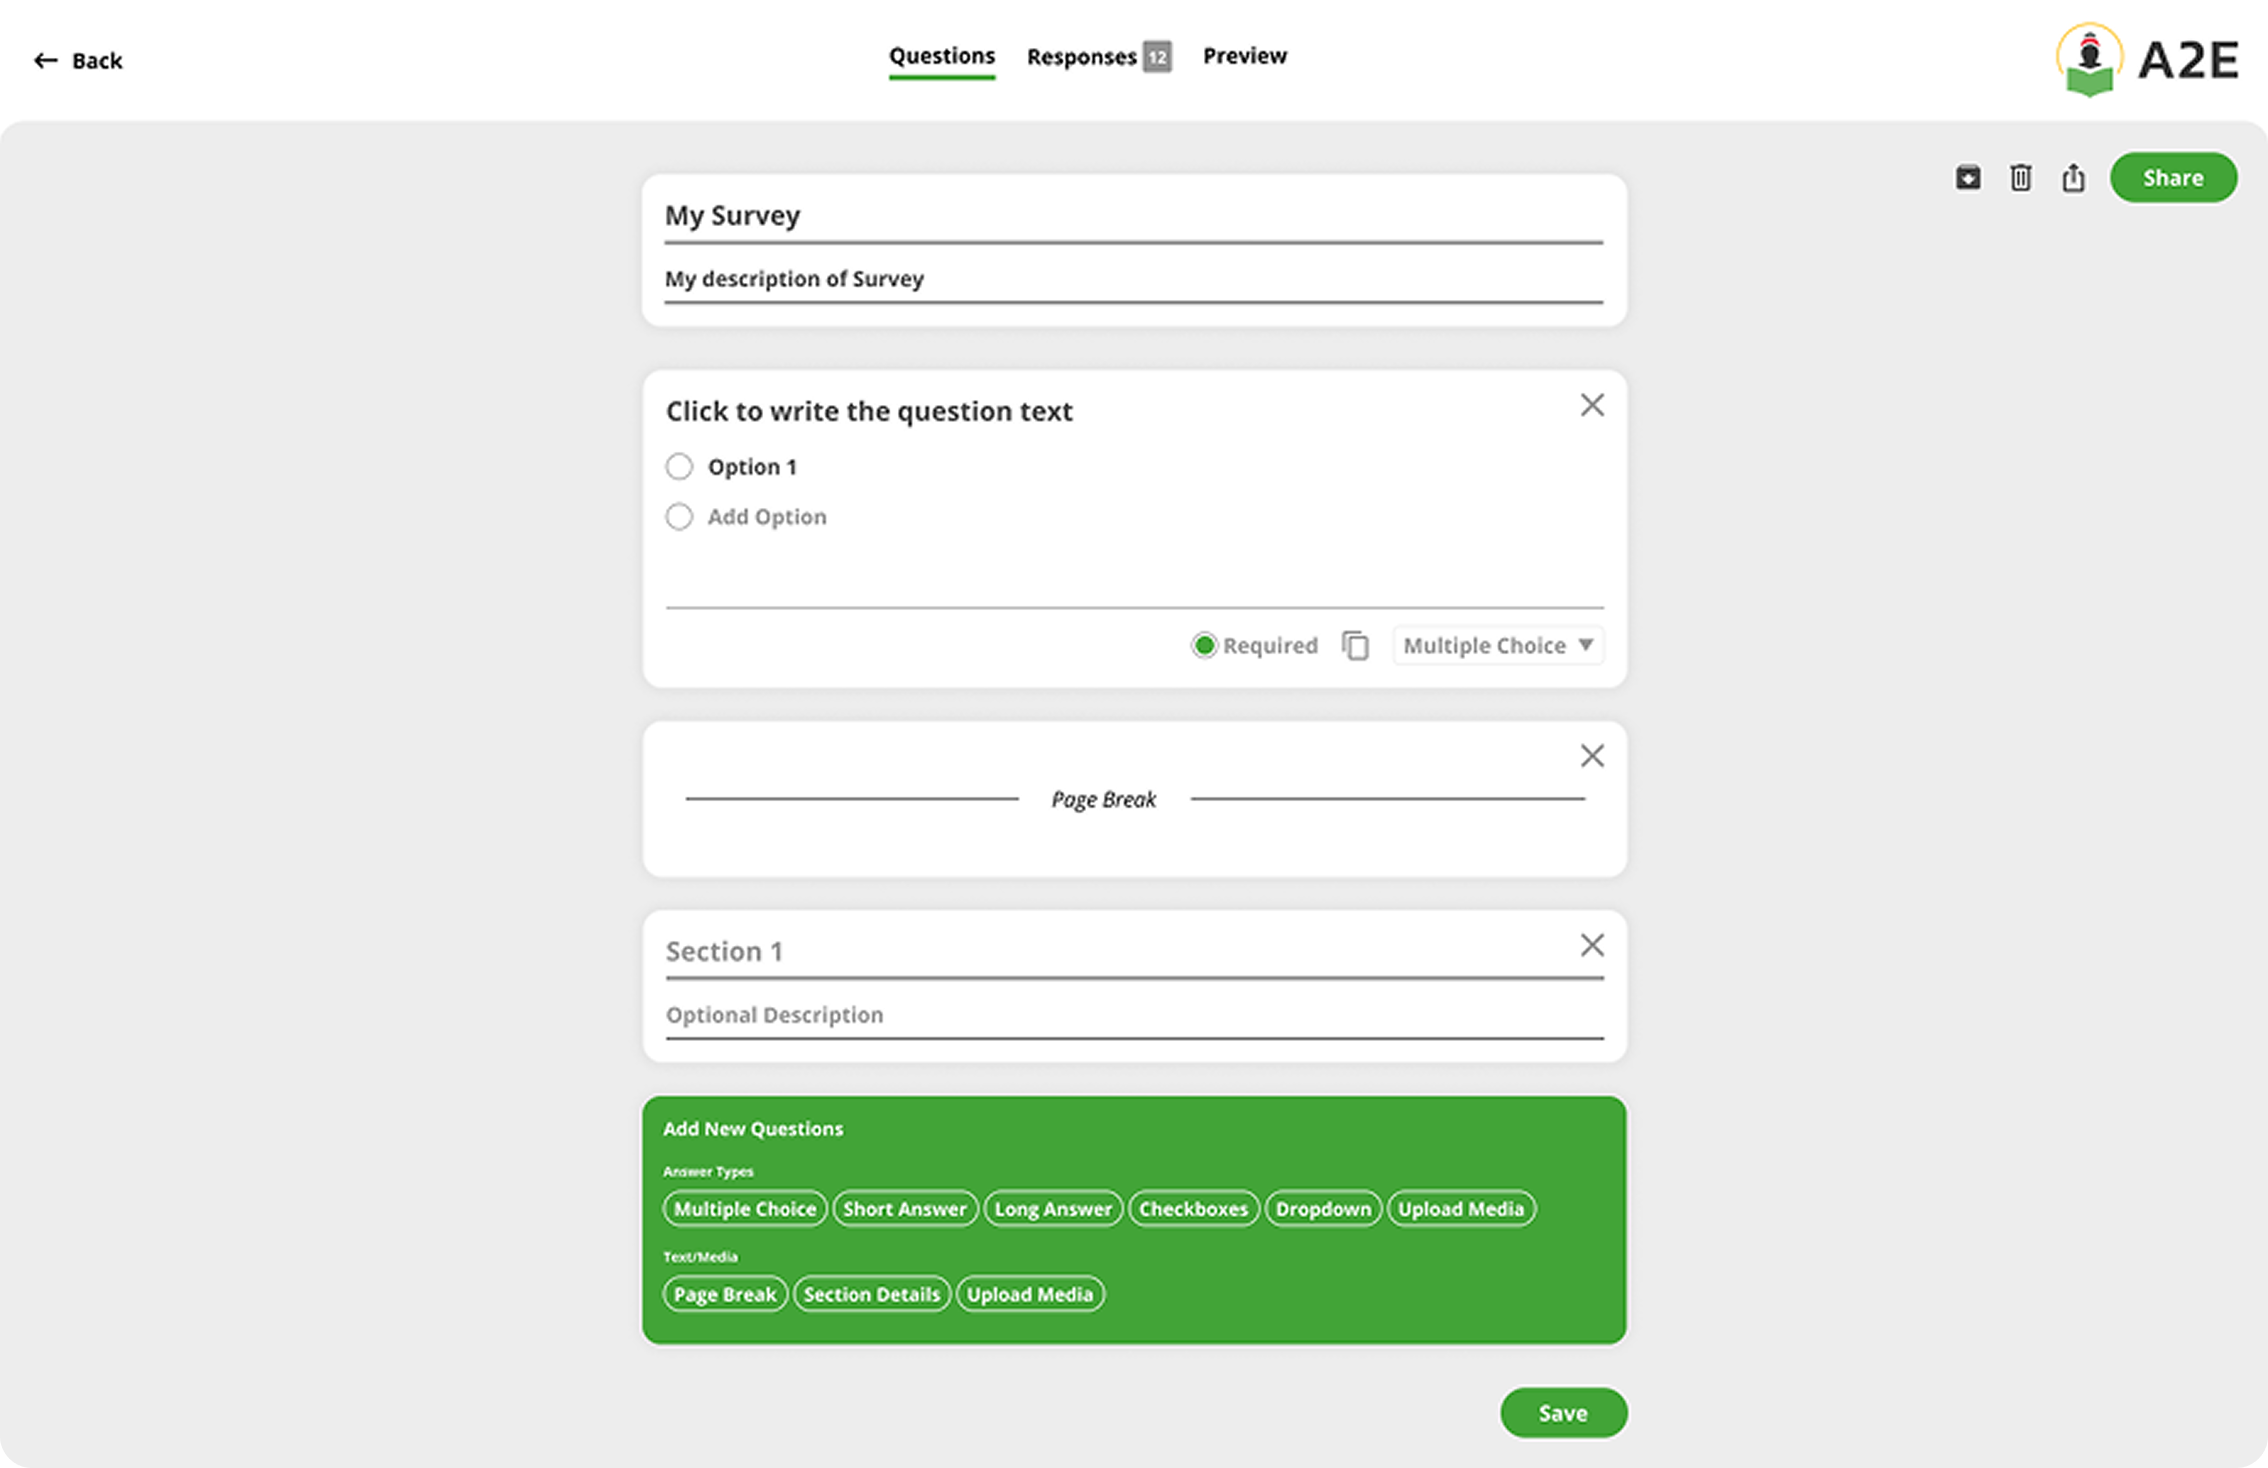 Back
Questions Responses 12 Preview
A2E
Share
My Survey
My description of Survey
Click to write the question text
Option 1
Add Option
Required Multiple Choice
Page Break
Section 1
Optional Description
Add New Questions
Answer Types
Multiple Choice Short Answer Long Answer Checkboxes Dropdown Upload Media
Text/Media
Page Break Section Details Upload Media
Save